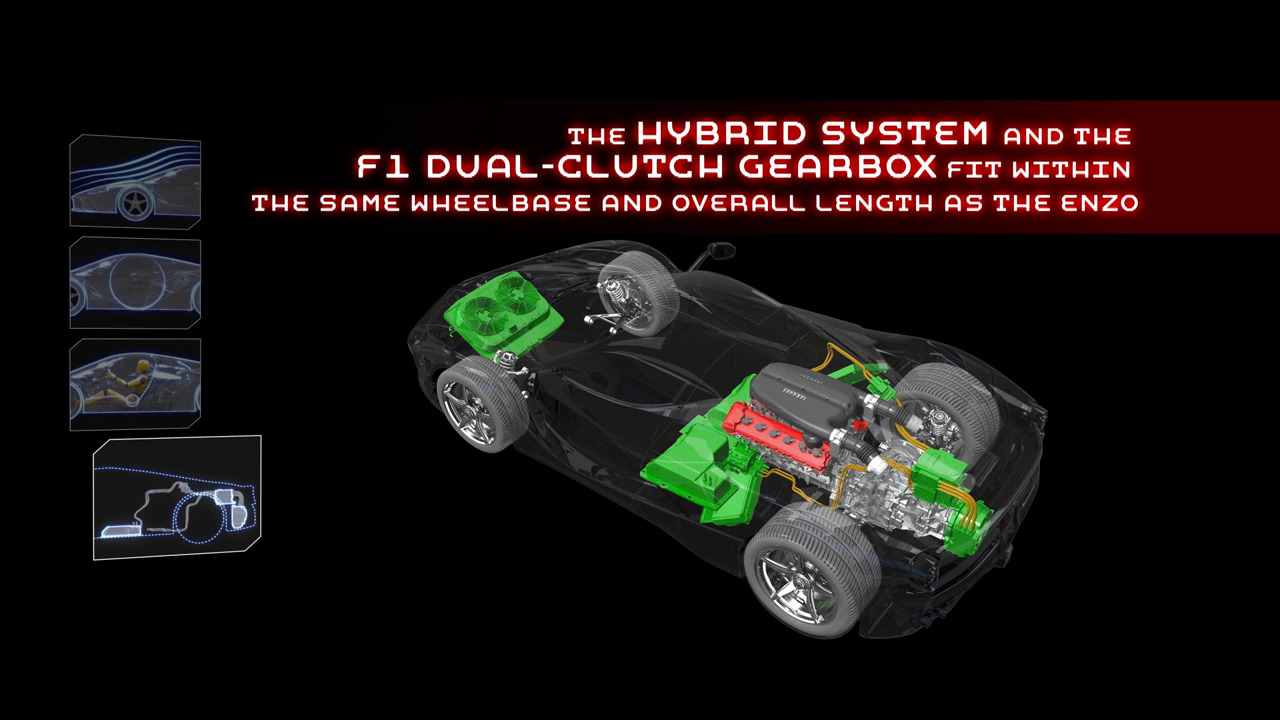 THE HYBRID SYSTEM AND THE
F1 DUAL-CLUTCH GEARBOX FIT WITHIN
THE SAME WHEELBASE AND OVERALL LENGTH AS THE ENZO
FERRARI